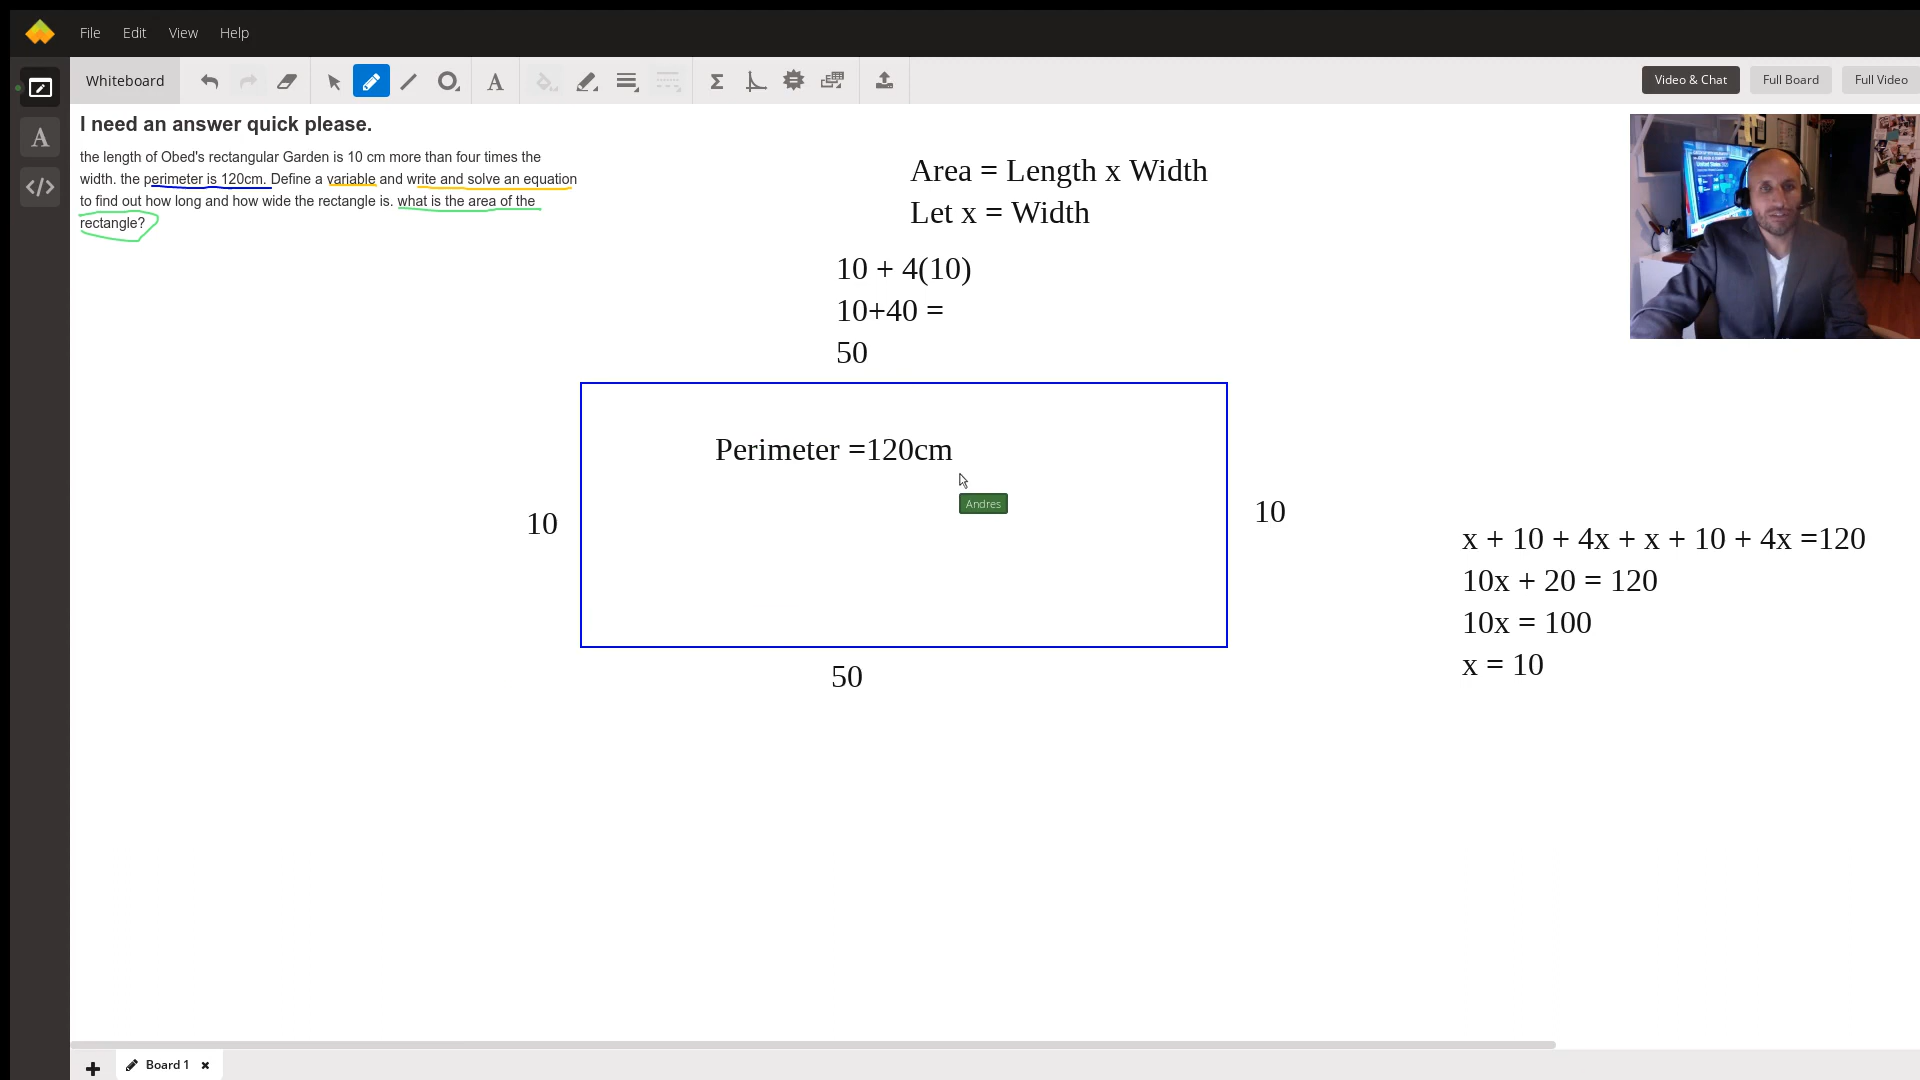 File Edit View Help
Whiteboard
Video & Chat Full Board Full Video
I need an answer quick please.
the length of Obed's rectangular Garden is 10 cm more than four times the
width. the perimeter is 120cm. Define a variable and write and solve an equation
to find out how long and how wide the rectangle is. what is the area of the
rectangle?
Area = Length x Width
Let x = Width
10 + 4(10)
10+40 =
50
Perimeter =120cm
Andres
10
10
50
x + 10 + 4x + x + 10 + 4x =120
10x + 20 = 120
10x = 100
x = 10
Board 1